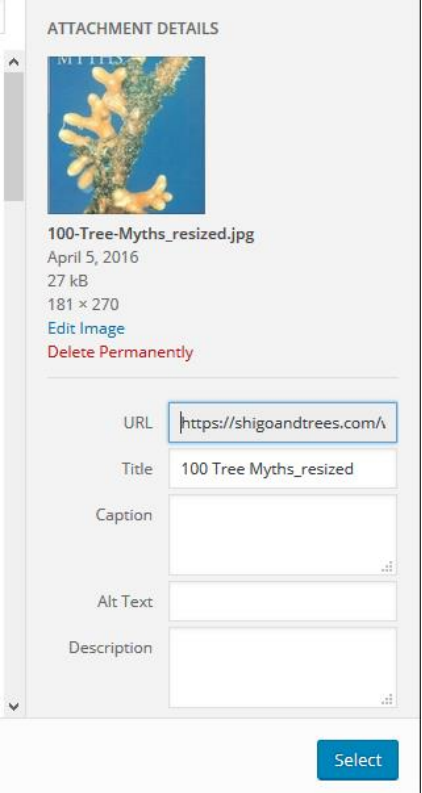 ATTACHMENT DETAILS
MYTHS
100-Tree-Myths_resized.jpg
April 5, 2016
27 kB
181 × 270
Edit Image
Delete Permanently
URL https://shigoandtrees.com/
Title 100 Tree Myths_resized
Caption
Alt Text
Description
Select